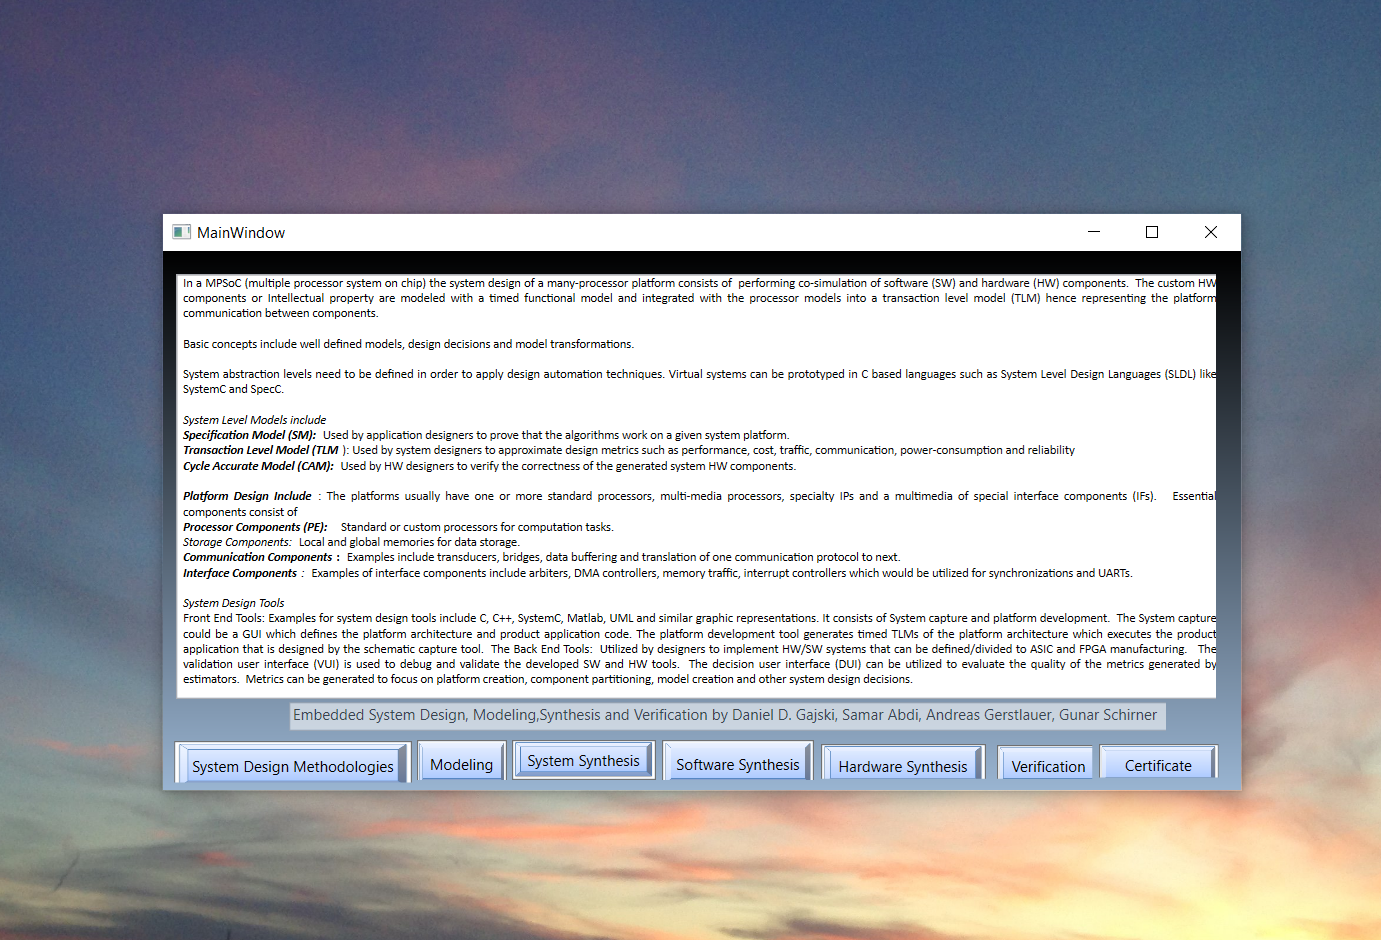 MainWindow
In a MPSoC (multiple processor system on chip) the system design of a many-processor platform consists of  performing co-simulation of software (SW) and hardware (HW) components.  The custom HW
components or Intellectual property are modeled with a timed functional model and integrated with the processor models into a transaction level model (TLM) hence representing the platform
communication between components.
Basic concepts include well defined models, design decisions and model transformations.
System abstraction levels need to be defined in order to apply design automation techniques. Virtual systems can be prototyped in C based languages such as System Level Design Languages (SLDL) like
SystemC and SpecC.
System Level Models include
Specification Model (SM):  Used by application designers to prove that the algorithms work on a given system platform.
Transaction Level Model (TLM ): Used by system designers to approximate design metrics such as performance, cost, traffic, communication, power-consumption and reliability
Cycle Accurate Model (CAM):  Used by HW designers to verify the correctness of the generated system HW components.
Platform Design Include : The platforms usually have one or more standard processors, multi-media processors, specialty IPs and a multimedia of special interface components (IFs).  Essential
components consist of
Processor Components (PE):    Standard or custom processors for computation tasks.
Storage Components:  Local and global memories for data storage.
Communication Components :  Examples include transducers, bridges, data buffering and translation of one communication protocol to next.
Interface Components :  Examples of interface components include arbiters, DMA controllers, memory traffic, interrupt controllers which would be utilized for synchronizations and UARTs.
System Design Tools
Front End Tools: Examples for system design tools include C, C++, SystemC, Matlab, UML and similar graphic representations. It consists of System capture and platform development.  The System capture
could be a GUI which defines the platform architecture and product application code. The platform development tool generates timed TLMs of the platform architecture which executes the product
application that is designed by the schematic capture tool.  The Back End Tools:  Utilized by designers to implement HW/SW systems that can be defined/divided to ASIC and FPGA manufacturing.  The
validation user interface (VUI) is used to debug and validate the developed SW and HW tools.  The decision user interface (DUI) can be utilized to evaluate the quality of the metrics generated by
estimators.  Metrics can be generated to focus on platform creation, component partitioning, model creation and other system design decisions.
Embedded System Design, Modeling,Synthesis and Verification by Daniel D. Gajski, Samar Abdi, Andreas Gerstlauer, Gunar Schirner
System Design Methodologies
Modeling
System Synthesis
Software Synthesis
Hardware Synthesis
Verification
Certificate